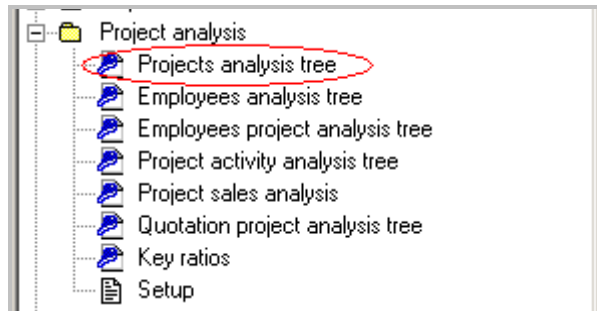 Project analysis
Projects analysis tree
Employees analysis tree
Employees project analysis tree
Project activity analysis tree
Project sales analysis
Quotation project analysis tree
Key ratios
Setup